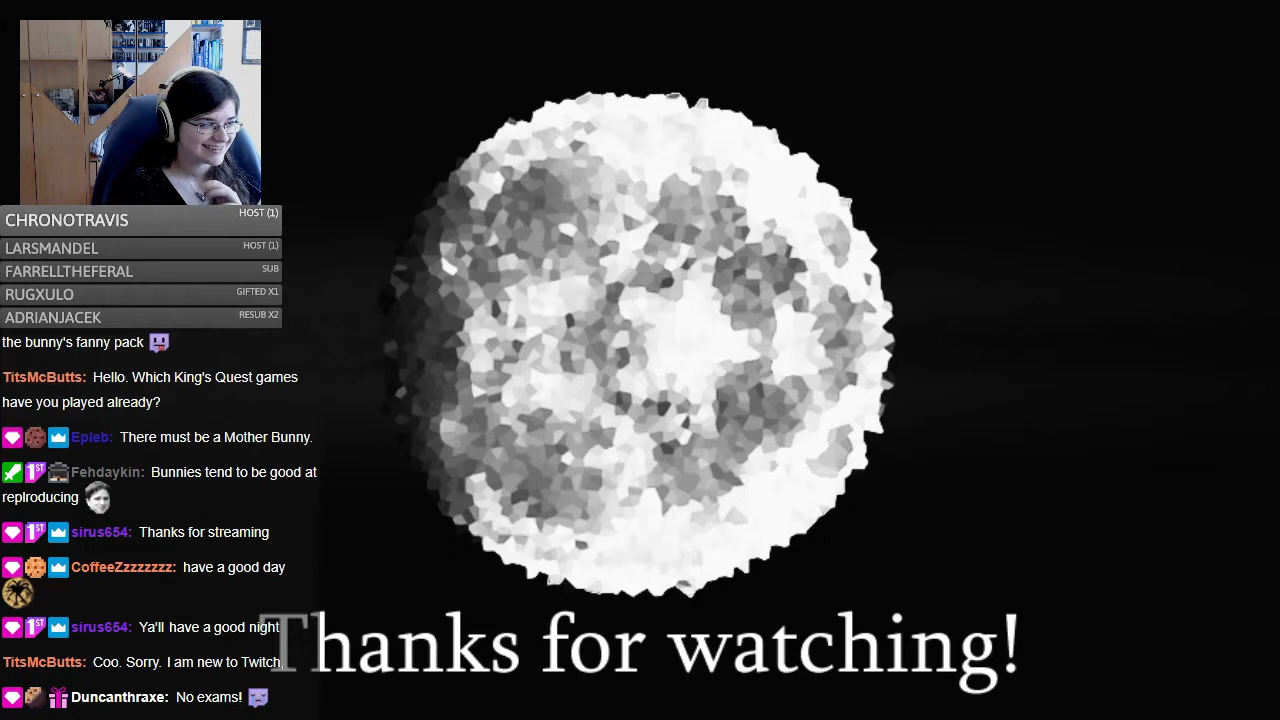 CHRONOTRAVIS HOST (1)
LARSMANDEL HOST (1)
FARRELLTHEFERAL SUB
RUGXULO GIFTED X1
ADRIANJACEK RESUB X2
the bunny's fanny pack
TitsMcButts: Hello. Which King's Quest games
have you played already?
Epleb: There must be a Mother Bunny.
1ST Fehdaykin: Bunnies tend to be good at
replroducing
1ST sirus654: Thanks for streaming
CoffeeZzzzzzzz: have a good day
1ST sirus654: Ya'll have a good night
TitsMcButts: Coo. Sorry. I am new to Twitch.
Duncanthraxe: No exams!
Thanks for watching!